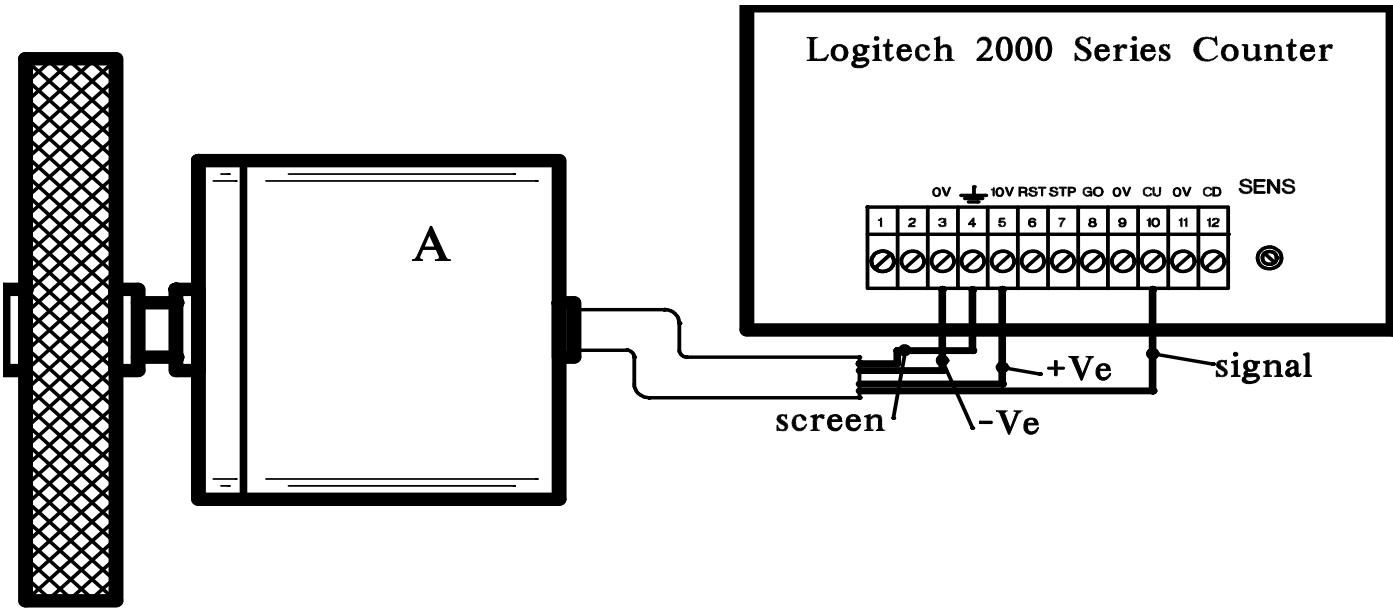 Logitech 2000 Series Counter
0V 10V RST STP GO 0V CU 0V CD SENS
1 2 3 4 5 6 7 8 9 10 11 12
A
+Ve
signal
screen
-Ve